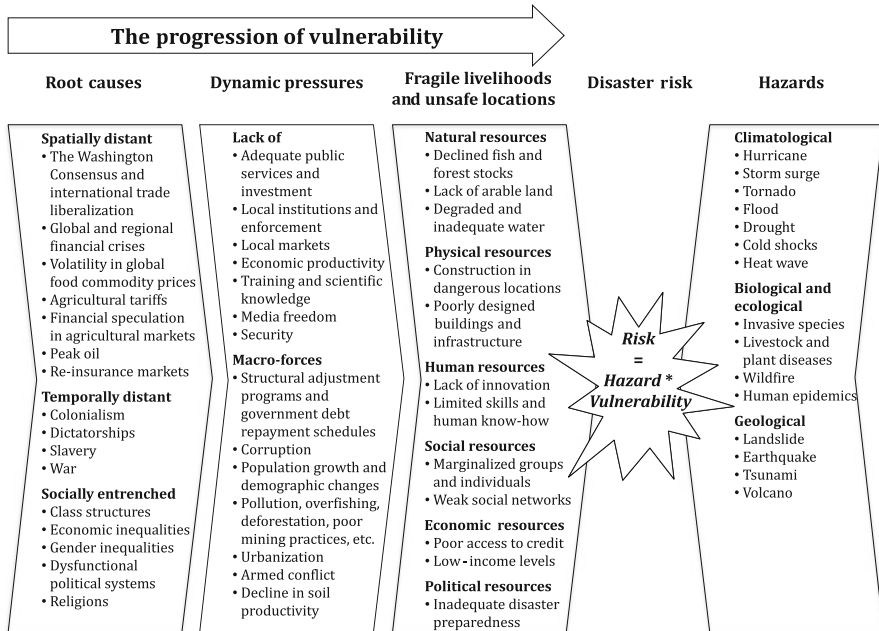 The progression of vulnerability
Root causes
Spatially distant
• The Washington
Consensus and
international trade
liberalization
• Global and regional
financial crises
• Volatility in global
food commodity prices
• Agricultural tariffs
• Financial speculation
in agricultural markets
• Peak oil
• Re-insurance markets
Temporally distant
• Colonialism
• Dictatorships
• Slavery
• War
Socially entrenched
• Class structures
• Economic inequalities
• Gender inequalities
• Dysfunctional
political systems
• Religions
Dynamic pressures
Lack of
• Adequate public
services and
investment
• Local institutions and
enforcement
• Local markets
• Economic productivity
• Training and scientific
knowledge
• Media freedom
• Security
Macro-forces
• Structural adjustment
programs and
government debt
repayment schedules
• Corruption
• Population growth and
demographic changes
• Pollution, overfishing,
deforestation, poor
mining practices, etc.
• Urbanization
• Armed conflict
• Decline in soil
productivity
Fragile livelihoods
and unsafe locations
Natural resources
• Declined fish and
forest stocks
• Lack of arable land
• Degraded and
inadequate water
Physical resources
• Construction in
dangerous locations
• Poorly designed
buildings and
infrastructure
Human resources
• Lack of innovation
• Limited skills and
human know-how
Social resources
• Marginalized groups
and individuals
• Weak social networks
Economic resources
• Poor access to credit
• Low-income levels
Political resources
• Inadequate disaster
preparedness
Disaster risk
Risk
=
Hazard *
Vulnerability
Hazards
Climatological
• Hurricane
• Storm surge
• Tornado
• Flood
• Drought
• Cold shocks
• Heat wave
Biological and
ecological
• Invasive species
• Livestock and
plant diseases
• Wildfire
• Human epidemics
Geological
• Landslide
• Earthquake
• Tsunami
• Volcano